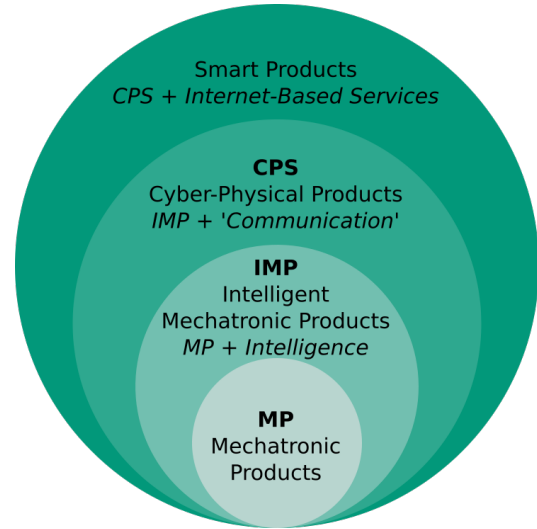 Smart Products
CPS + Internet-Based Services
CPS
Cyber-Physical Products
IMP + 'Communication'
IMP
Intelligent
Mechatronic Products
MP + Intelligence
MP
Mechatronic
Products